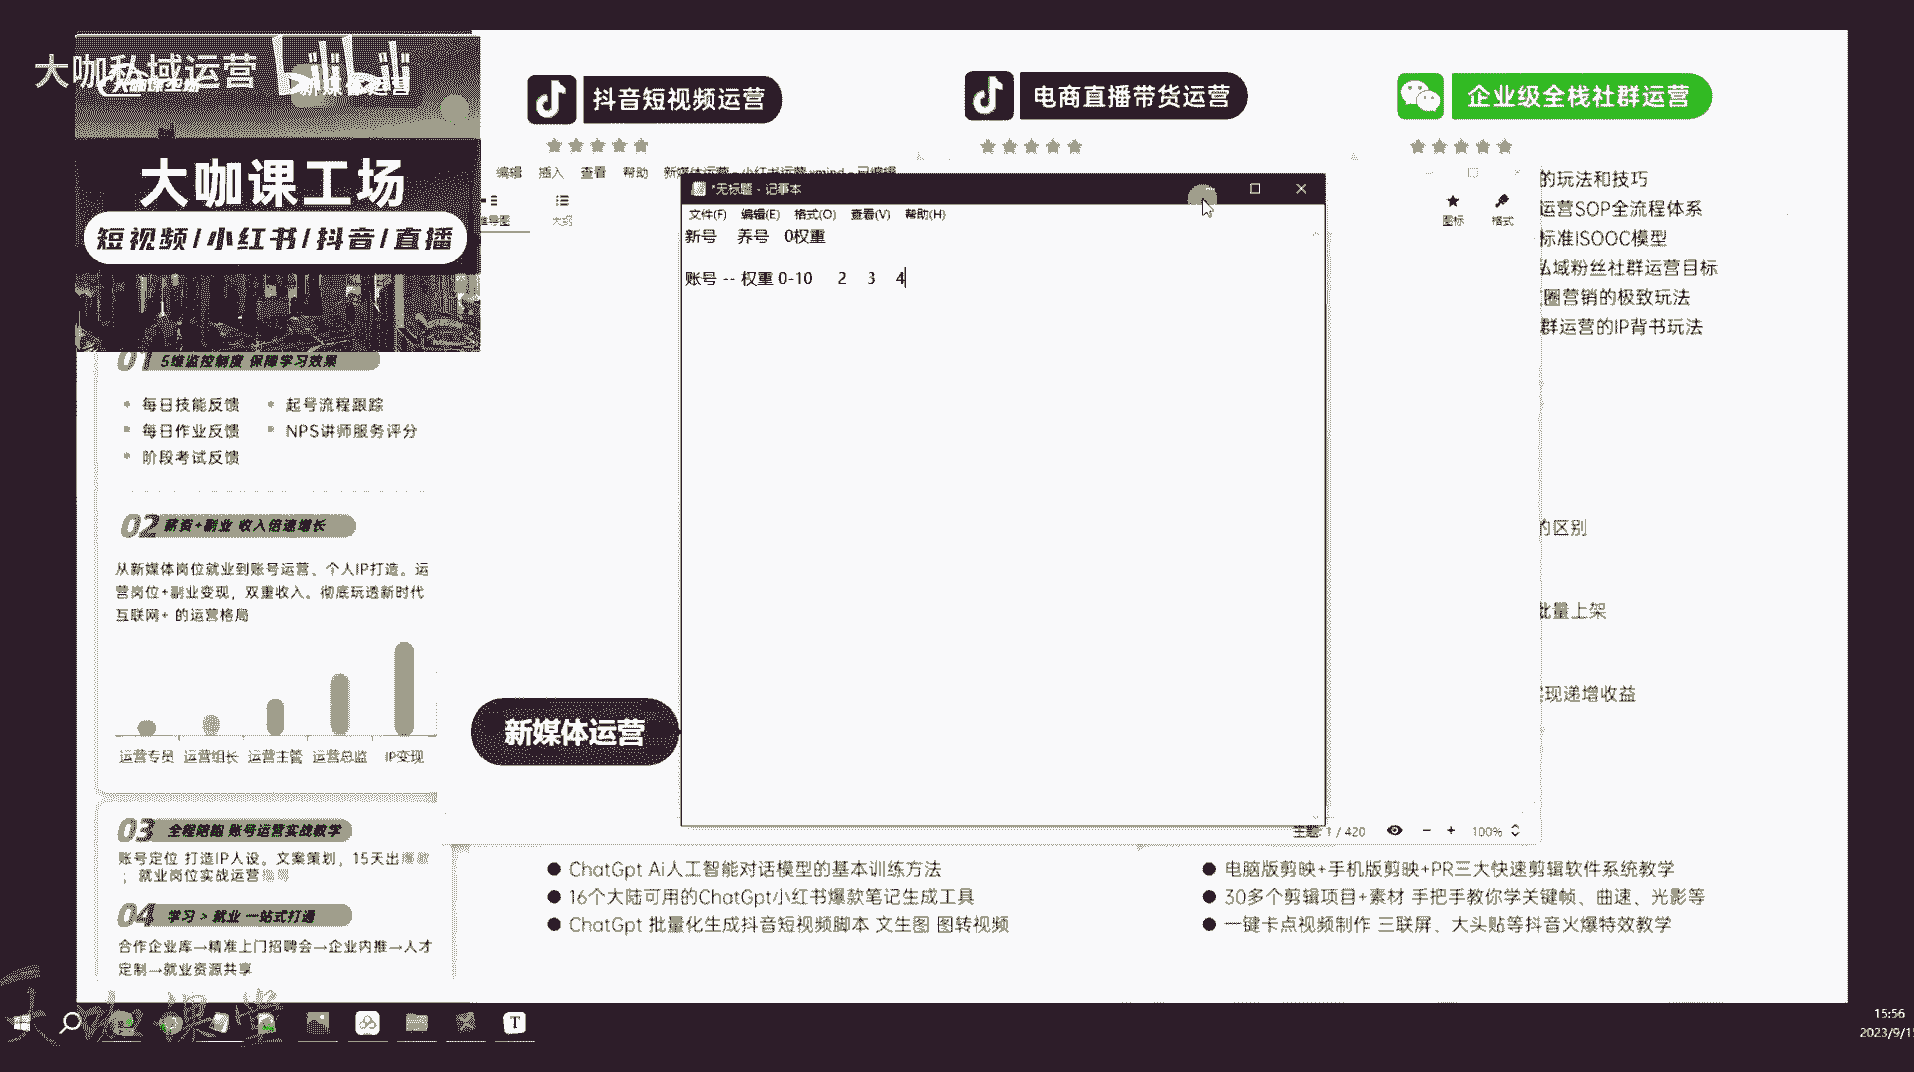 大咖私域运营
bilibili
大咖课工场
短视频/小红书/抖音/直播
抖音短视频运营
电商直播带货运营
企业级全栈社群运营
编辑 插入 查看 帮助 新媒体运营 - 小红书运营.xmind - 已编辑
大纲
图标 格式
*无标题 - 记事本
文件(F) 编辑(E) 格式(O) 查看(V) 帮助(H)
新号 养号 0权重
账号 -- 权重 0-10 2 3 4
的玩法和技巧
运营SOP全流程体系
标准ISOOC模型
私域粉丝社群运营目标
圈营销的极致玩法
群运营的IP背书玩法
的区别
批量上架
现递增收益
01 5维监控制度 保障学习效果
每日技能反馈 起号流程跟踪
每日作业反馈 NPS讲师服务评分
阶段考试反馈
02 薪资+副业 收入倍速增长
从新媒体岗位就业到账号运营、个人IP打造。运
营岗位+副业变现，双重收入。彻底玩透新时代
互联网+ 的运营格局
运营专员 运营组长 运营主管 运营总监 IP变现
新媒体运营
03 全程陪跑 账号运营实战教学
账号定位 打造IP人设。文案策划，15天出
；就业岗位实战运营
04 学习 > 就业 一站式打通
合作企业库→精准上门招聘会→企业内推→人才
定制→就业资源共享
主题: 1 / 420 100%
ChatGpt Ai人工智能对话模型的基本训练方法
16个大陆可用的ChatGpt小红书爆款笔记生成工具
ChatGpt 批量化生成抖音短视频脚本 文生图 图转视频
电脑版剪映+手机版剪映+PR三大快速剪辑软件系统教学
30多个剪辑项目+素材 手把手教你学关键帧、曲速、光影等
一键卡点视频制作 三联屏、大头贴等抖音火爆特效教学
大咖课堂
15:56
2023/9/15